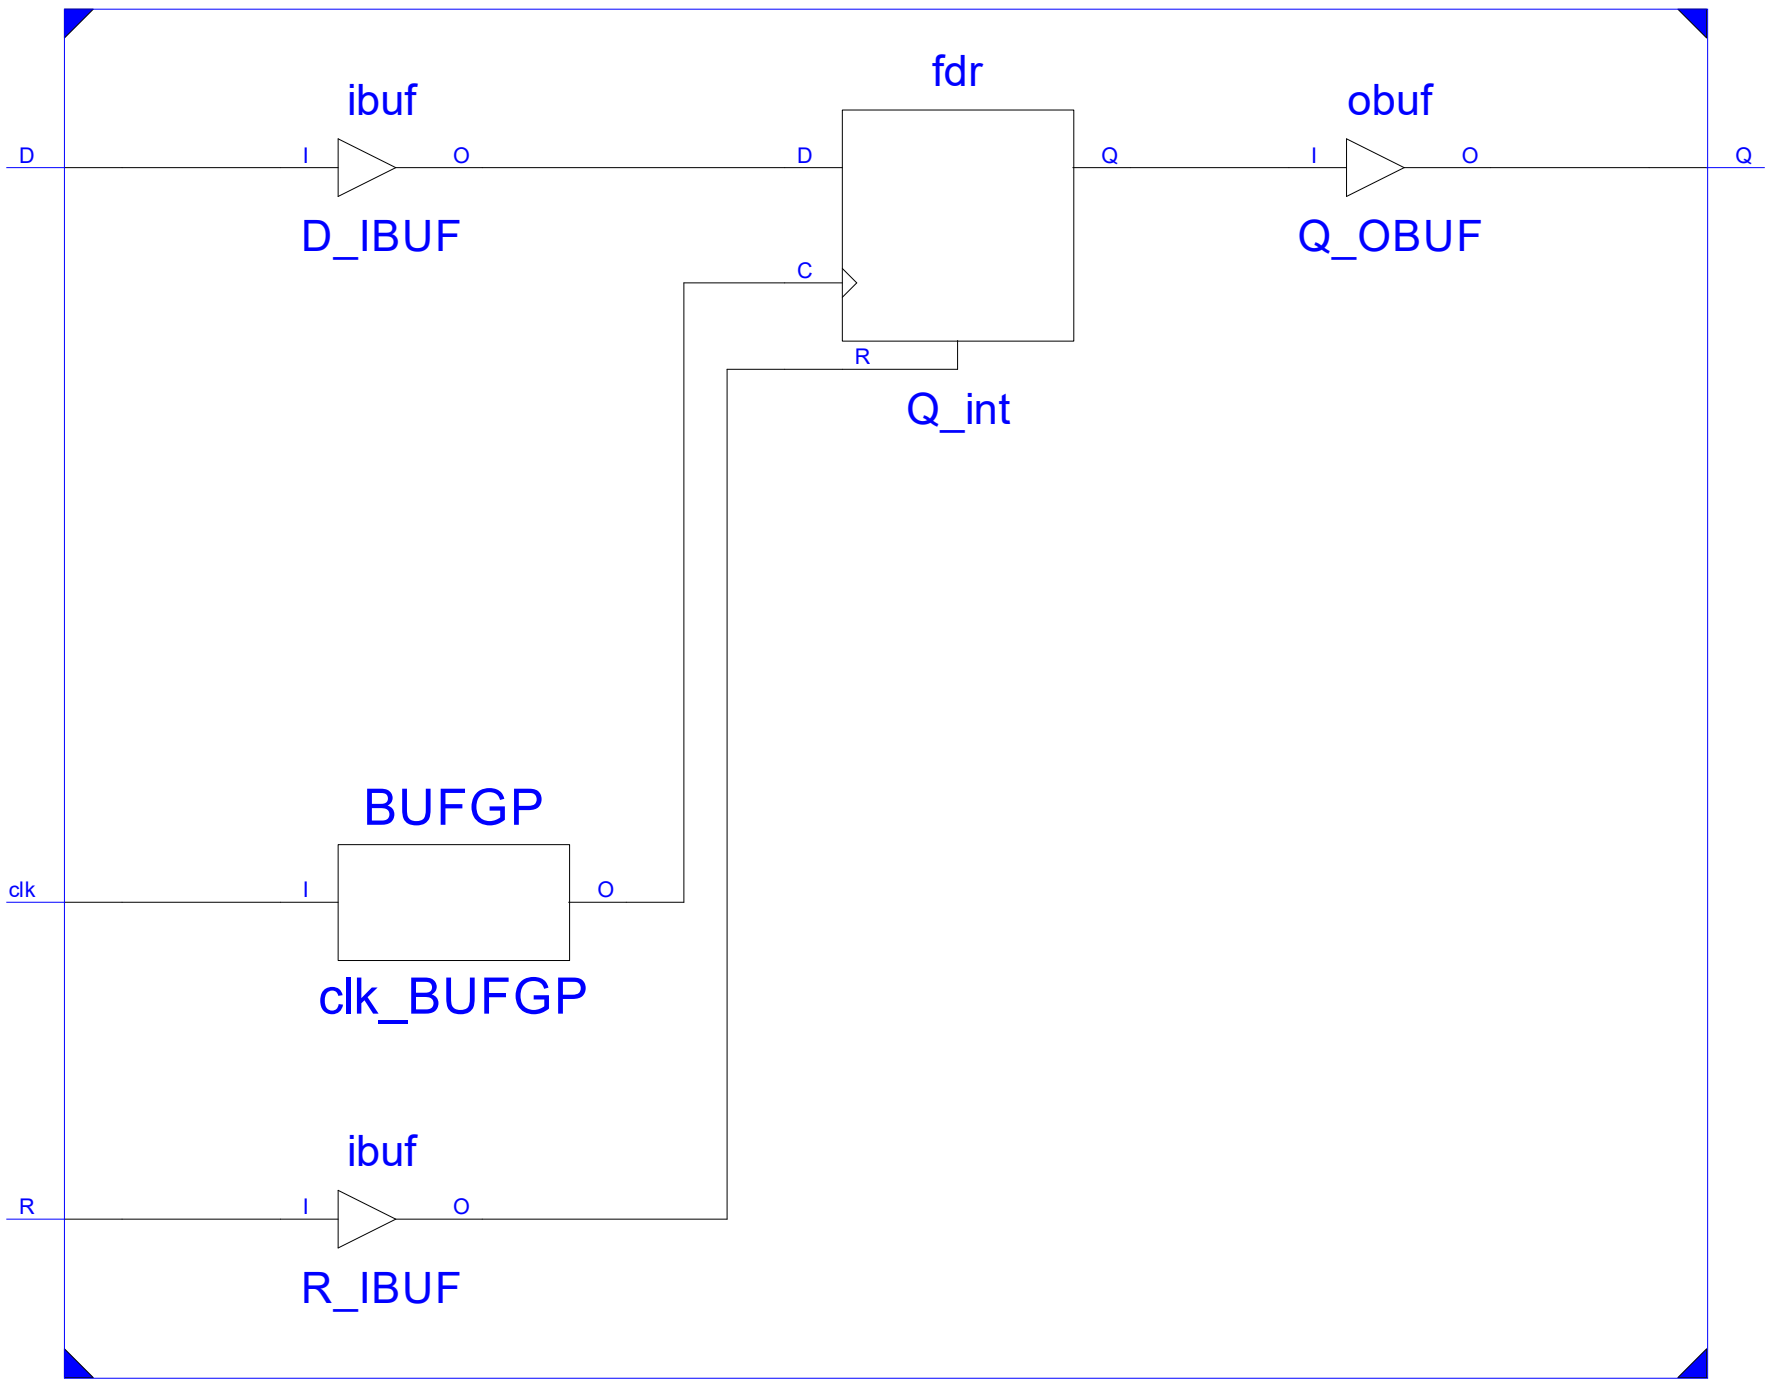 fdr
ibuf
obuf
D
I
O
D
Q
I
O
Q
D_IBUF
Q_OBUF
C
R
Q_int
BUFGP
clk
I
O
clk_BUFGP
ibuf
R
I
O
R_IBUF